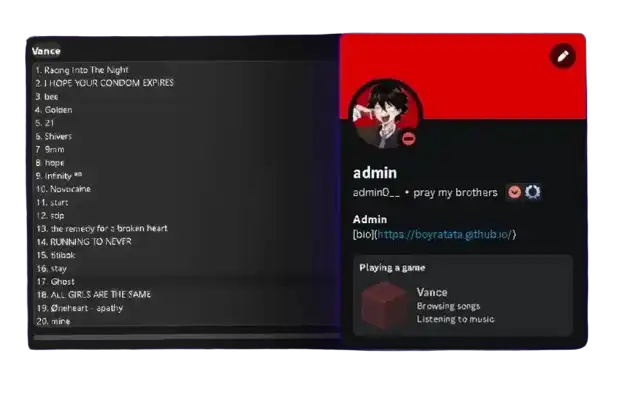 Vance
1. Racing Into The Night
2. I HOPE YOUR CONDOM EXPIRES
3. bee
4. Golden
5. 21
6. Shivers
7. 9mm
8. hope
9. Infinity
10. Novocaine
11. start
12. sdp
13. the remedy for a broken heart
14. RUNNING TO NEVER
15. titibok
16. stay
17. Ghost
18. ALL GIRLS ARE THE SAME
19. Øneheart - apathy
20. mine
admin
admin0__ • pray my brothers
Admin
[bio](https://boyratata.github.io/)
Playing a game
Vance
Browsing songs
Listening to music